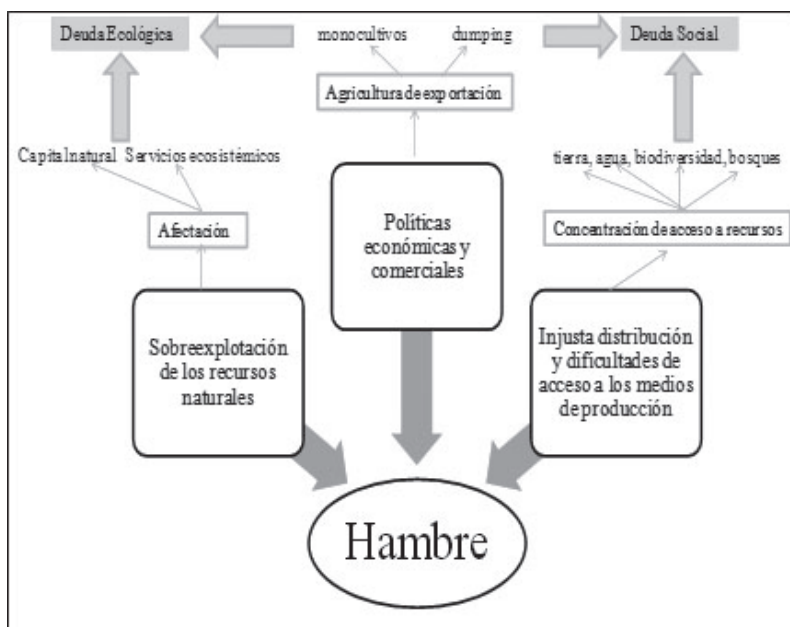 Deuda Ecológica
monocultivos
dumping
Deuda Social
Agricultura de exportación
Capital natural Servicios ecosistémicos
tierra, agua, biodiversidad, bosques
Afectación
Políticas
económicas y
comerciales
Concentración de acceso a recursos
Sobreexplotación
de los recursos
naturales
Injusta distribución
y dificultades de
acceso a los medios
de producción
Hambre